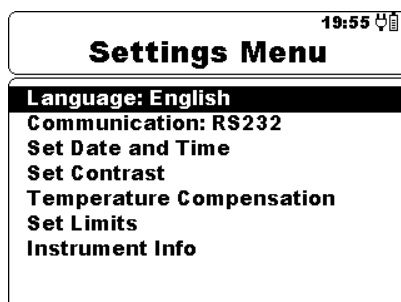 19:55
Settings Menu
Language: English
Communication: RS232
Set Date and Time
Set Contrast
Temperature Compensation
Set Limits
Instrument Info